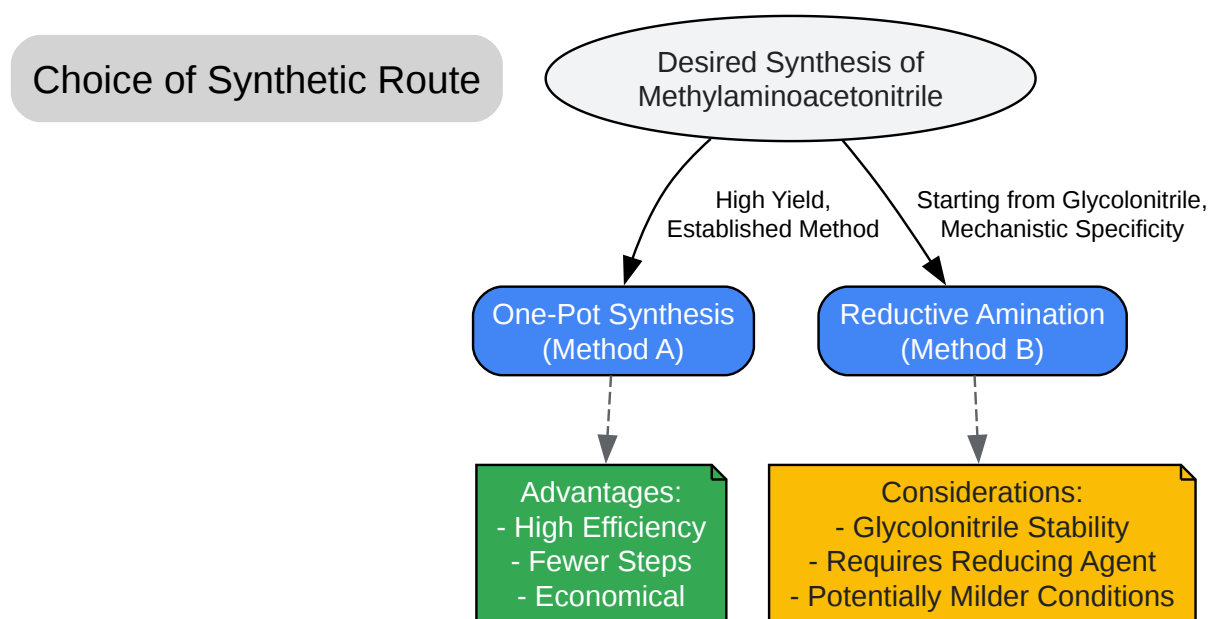 Choice of Synthetic Route
Desired Synthesis of
Methylaminoacetonitrile
High Yield,
Established Method
Starting from Glycolonitrile,
Mechanistic Specificity
One-Pot Synthesis
(Method A)
Reductive Amination
(Method B)
Advantages:
- High Efficiency
- Fewer Steps
- Economical
Considerations:
- Glycolonitrile Stability
- Requires Reducing Agent
- Potentially Milder Conditions